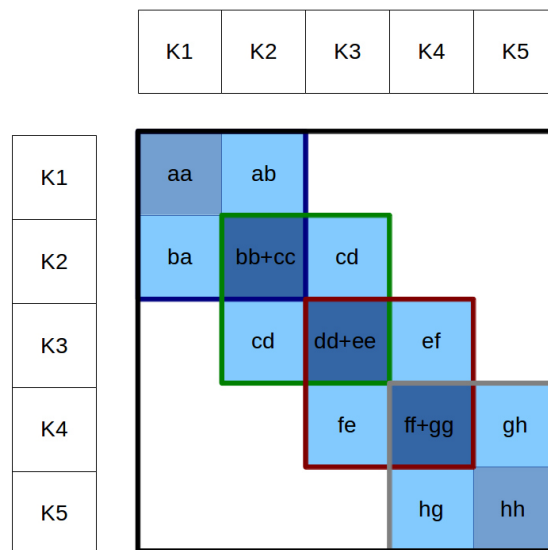 K1 K2 K3 K4 K5
K1 aa ab
K2 ba bb+cc cd
K3 cd dd+ee ef
K4 fe ff+gg gh
K5 hg hh